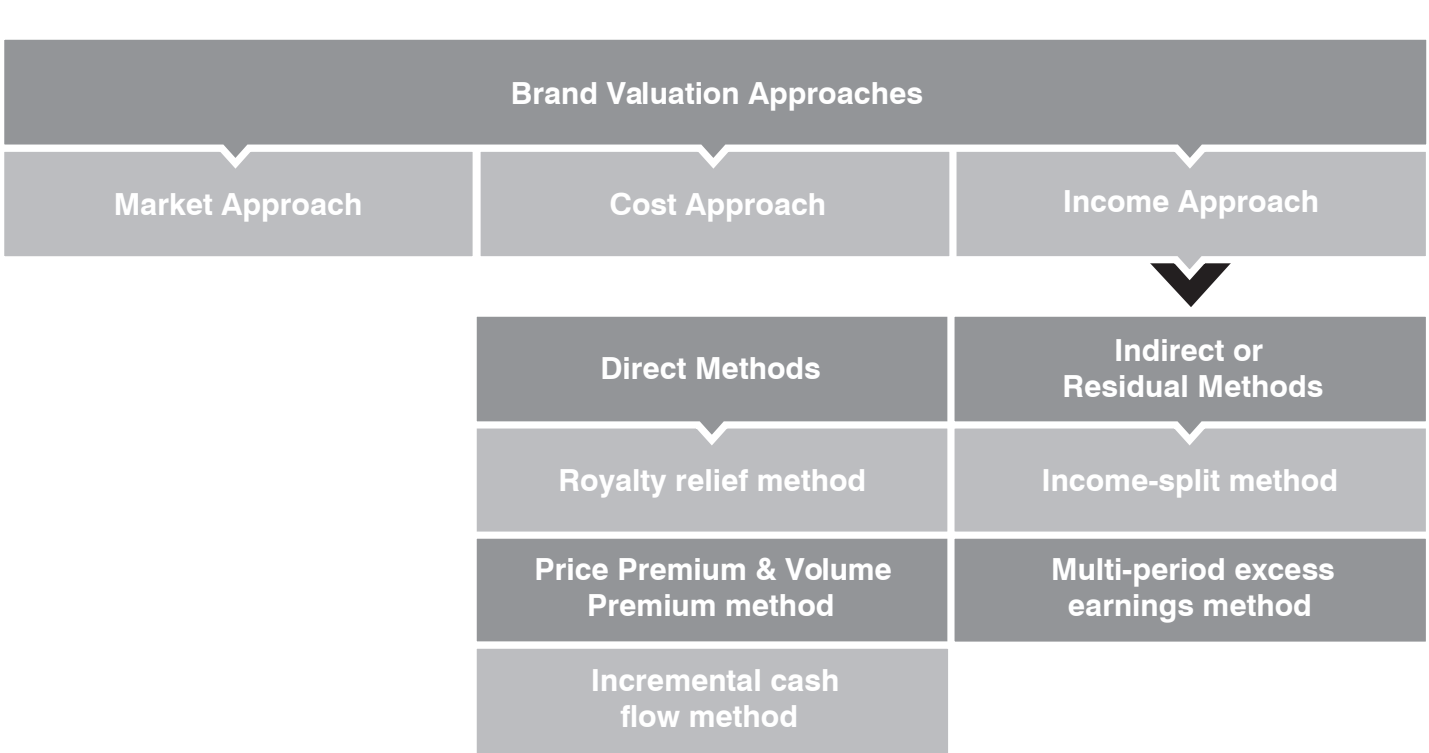 Brand Valuation Approaches
Market Approach
Cost Approach
Income Approach
Direct Methods
Indirect or
Residual Methods
Royalty relief method
Income-split method
Price Premium & Volume
Premium method
Multi-period excess
earnings method
Incremental cash
flow method